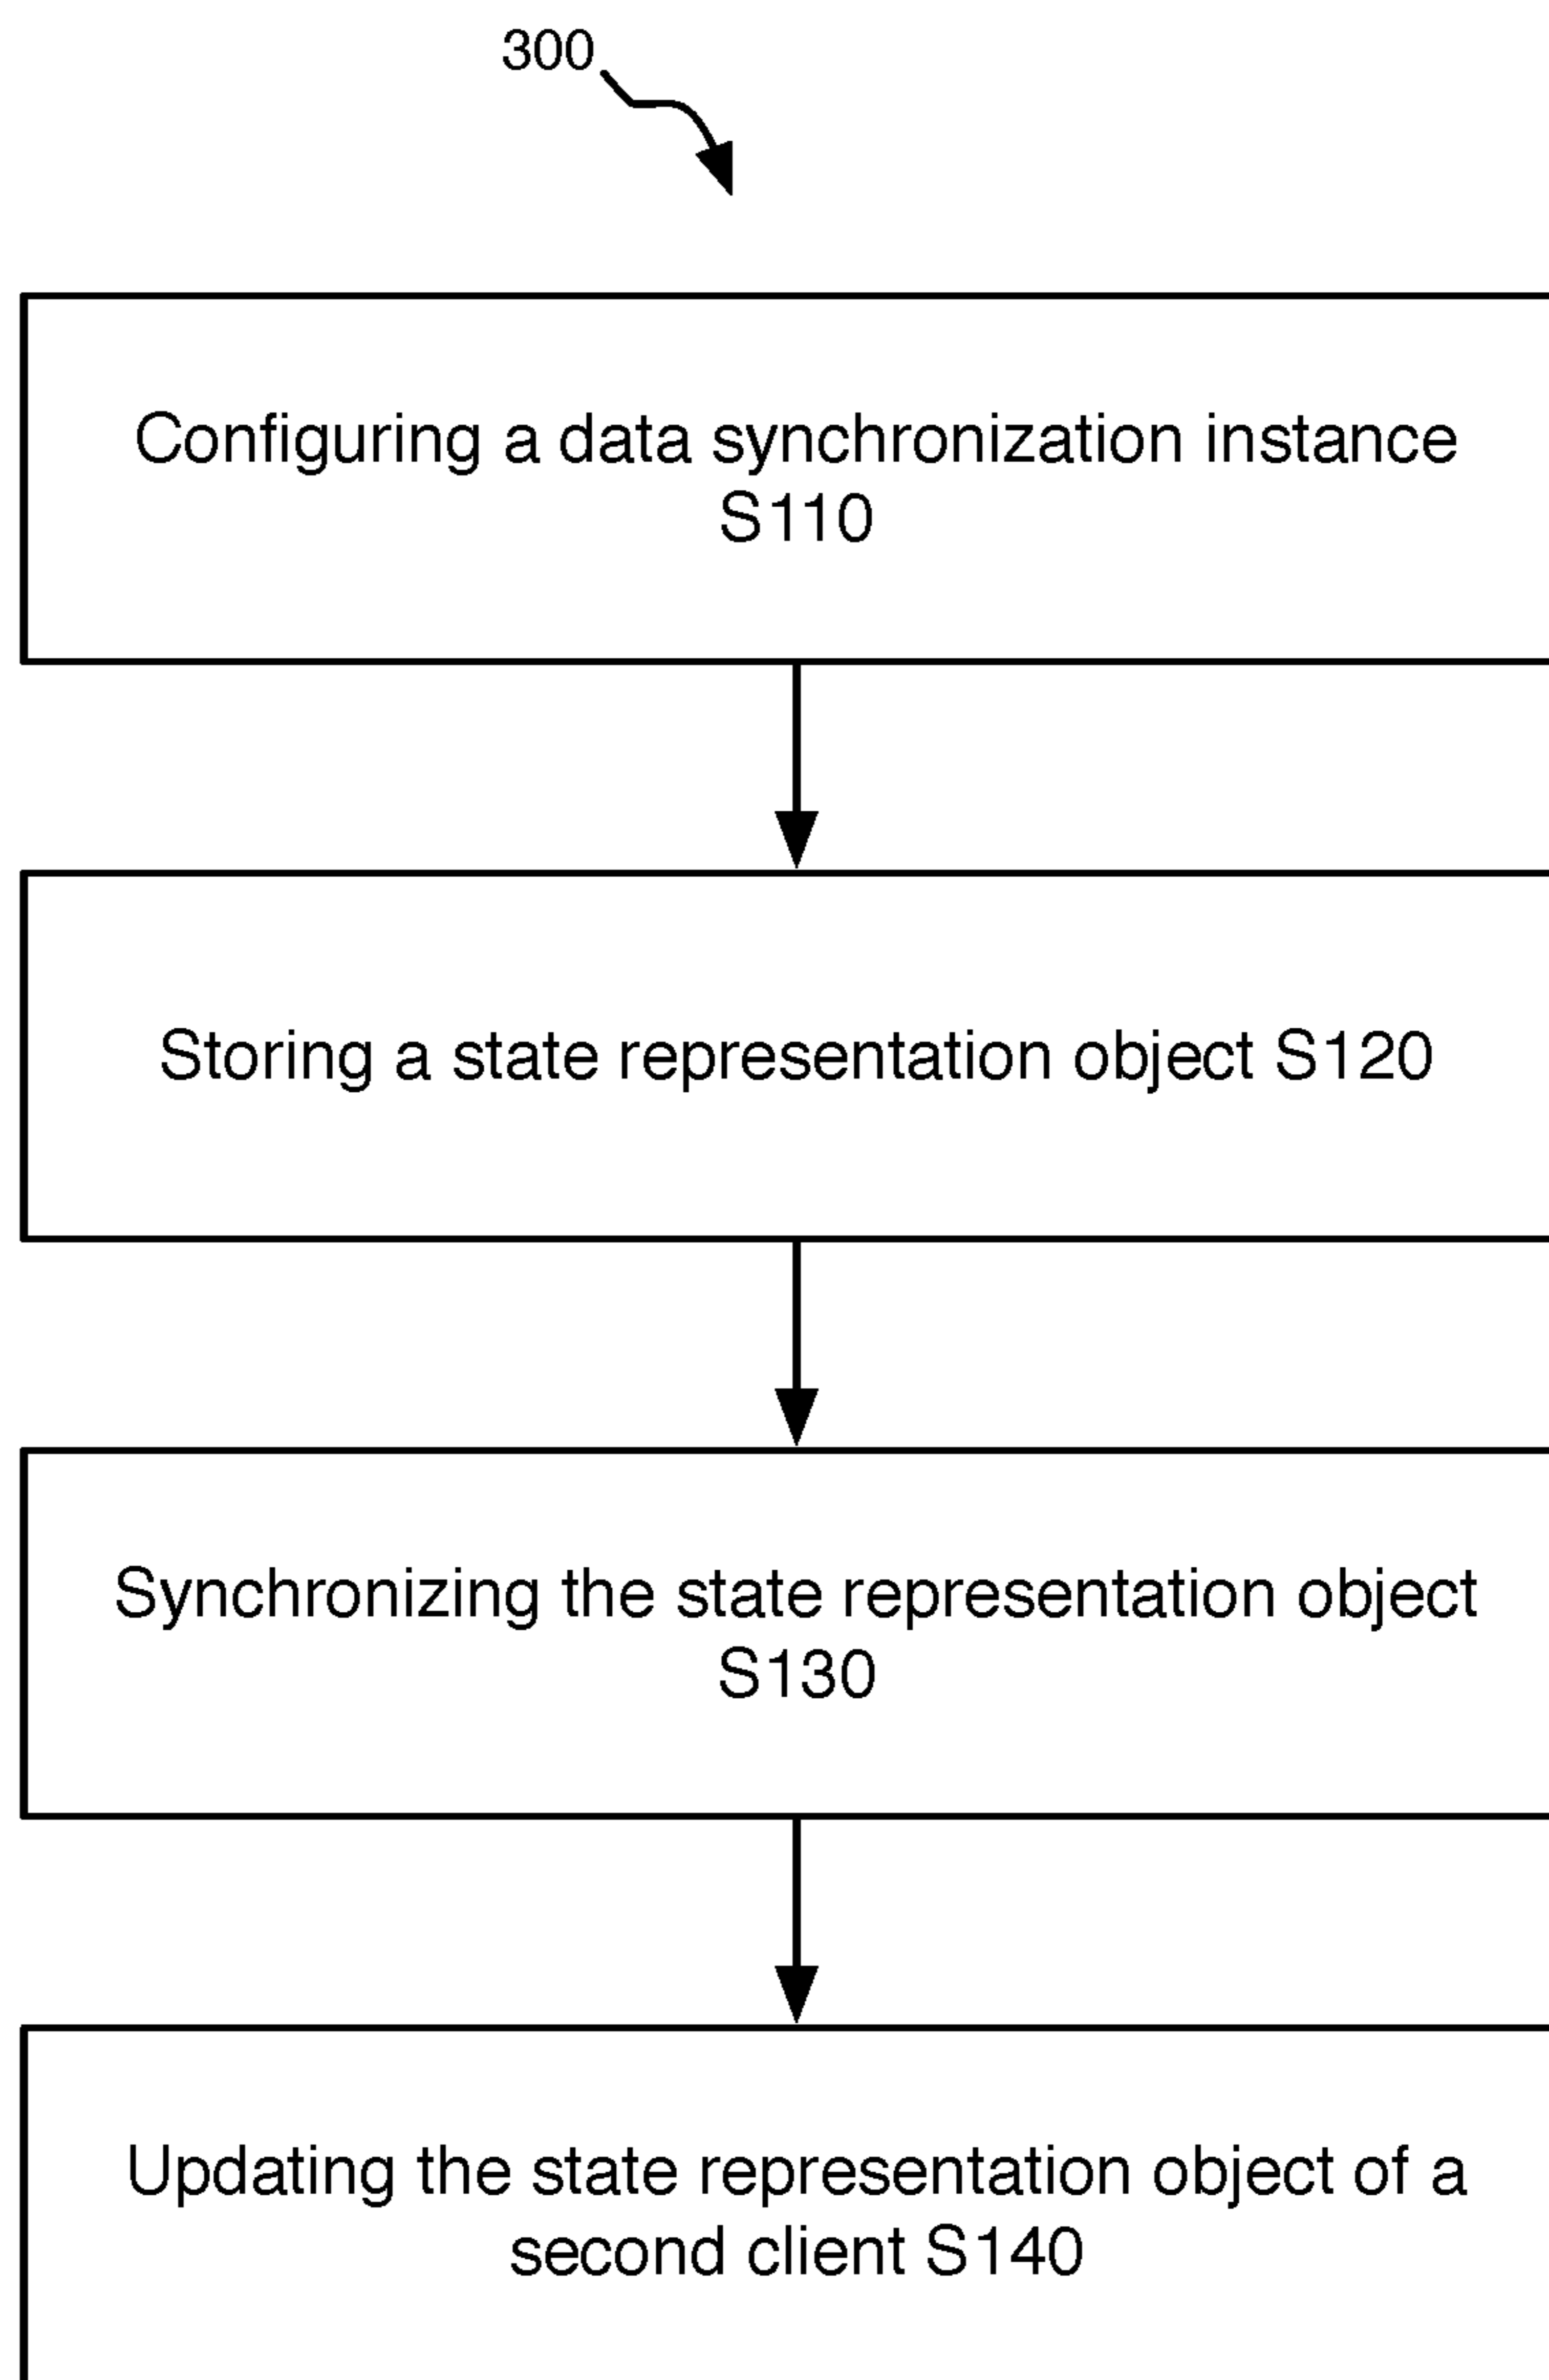 300
Configuring a data synchronization instance
S110
Storing a state representation object S120
Synchronizing the state representation object
S130
Updating the state representation object of a
second client S140